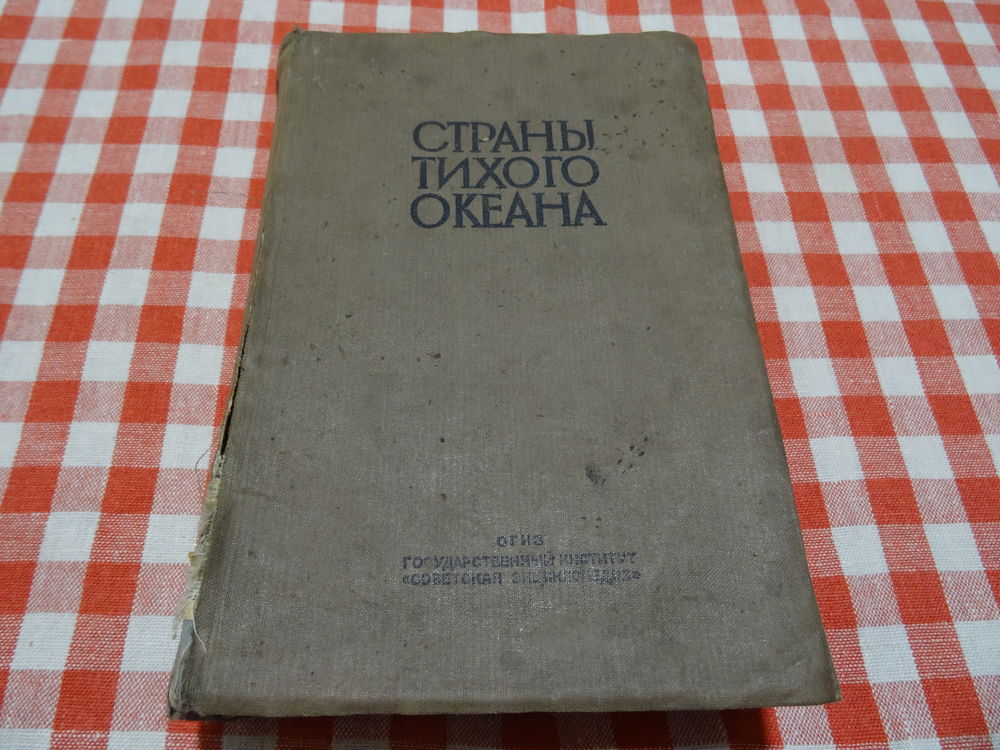 СТРАНЫ
ТИХОГО
ОКЕАНА
ОГИЗ
ГОСУДАРСТВЕННЫЙ ИНСТИТУТ
«СОВЕТСКАЯ ЭНЦИКЛОПЕДИЯ»